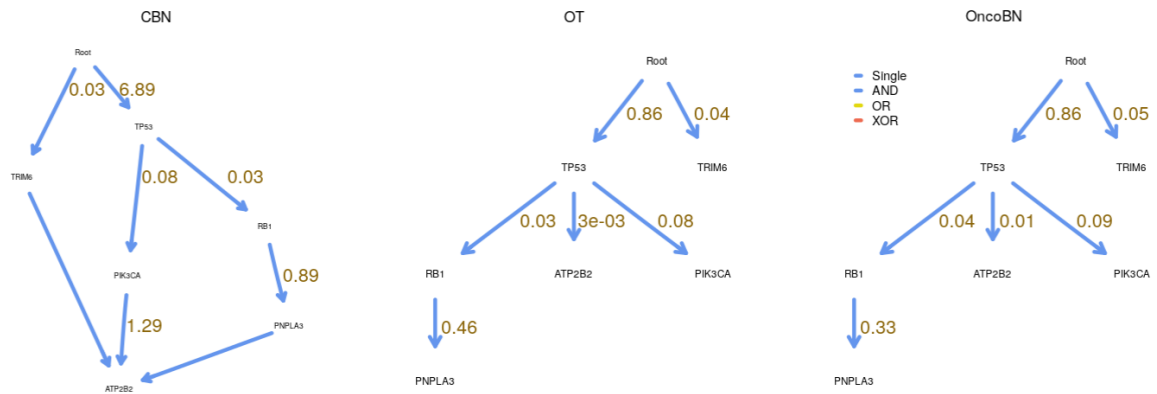 CBN
Root
0.03
6.89
TP53
TRIM6
0.08
0.03
RB1
PIK3CA
0.89
1.29
PNPLA3
ATP2B2
OT
Root
0.86
0.04
TP53
TRIM6
0.03
3e-03
0.08
RB1
ATP2B2
PIK3CA
0.46
PNPLA3
OncoBN
Single
AND
OR
XOR
Root
0.86
0.05
TP53
TRIM6
0.04
0.01
0.09
RB1
ATP2B2
PIK3CA
0.33
PNPLA3